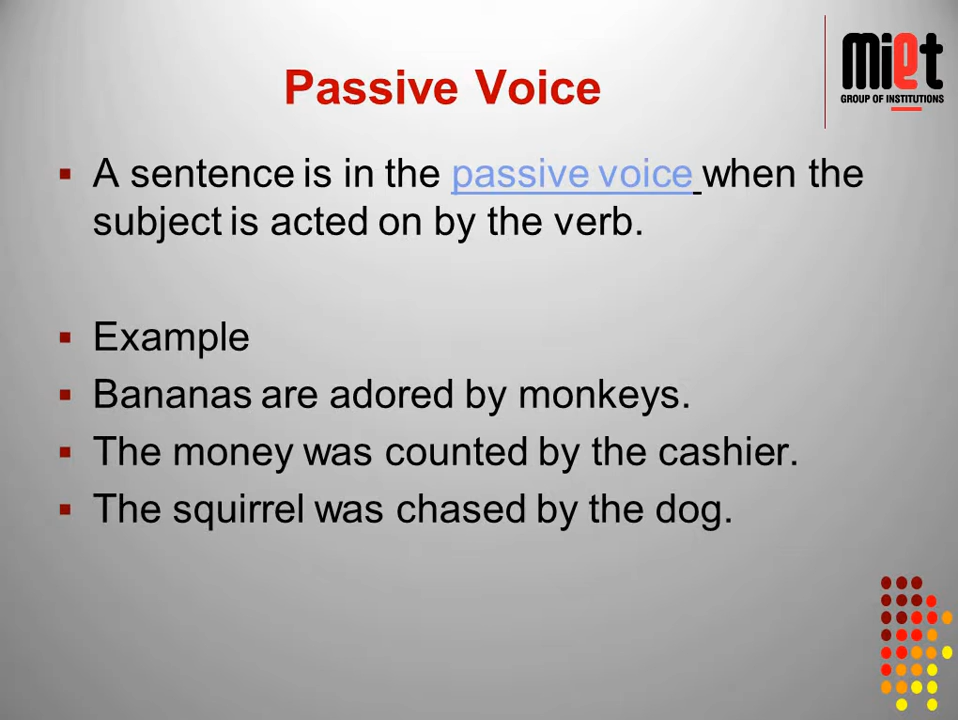 miet
GROUP OF INSTITUTIONS
Passive Voice
A sentence is in the passive voice when the
subject is acted on by the verb.
Example
Bananas are adored by monkeys.
The money was counted by the cashier.
The squirrel was chased by the dog.